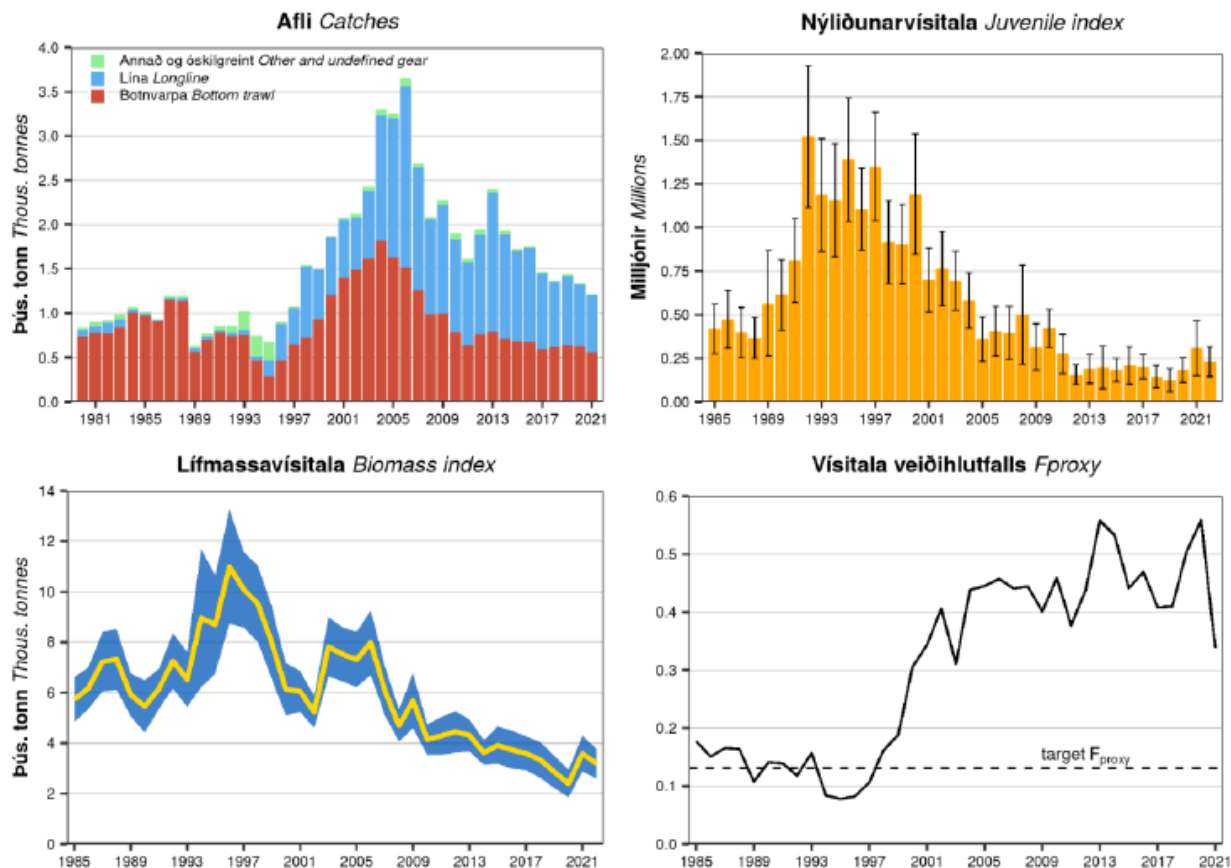 Afli Catches
Þús. tonn Thous. tonnes
4.0
3.5
3.0
2.5
2.0
1.5
1.0
0.5
0.0
Annað og óskilgreint Other and undefined gear
Lína Longline
Botnvarpa Bottom trawl
1981 1985 1989 1993 1997 2001 2005 2009 2013 2017 2021
Nýliðunarvísitala Juvenile index
Milljónir Millions
2.00
1.75
1.50
1.25
1.00
0.75
0.50
0.25
0.00
1985 1989 1993 1997 2001 2005 2009 2013 2017 2021
Lífmassavísitala Biomass index
Þús. tonn Thous. tonnes
14
12
10
8
6
4
2
0
1985 1989 1993 1997 2001 2005 2009 2013 2017 2021
Vísitala veiðihlutfalls Fproxy
0.6
0.5
0.4
0.3
0.2
0.1
0.0
target Fproxy
1985 1989 1993 1997 2001 2005 2009 2013 2017 2021